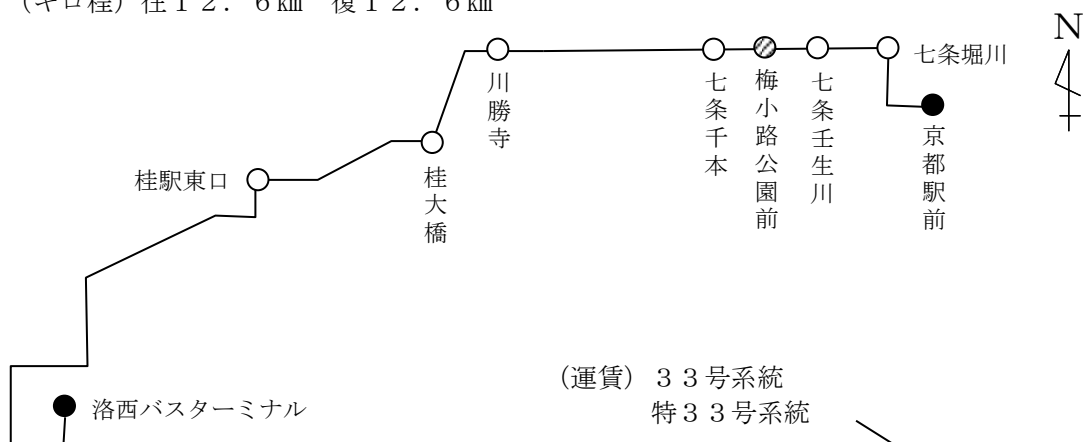 (キロ程) 往12.6㎞ 復12.6㎞
N
七条堀川
川勝寺
七条千本
梅小路公園前
七条壬生川
京都駅前
桂大橋
桂駅東口
(運賃) 33号系統
特33号系統
洛西バスターミナル